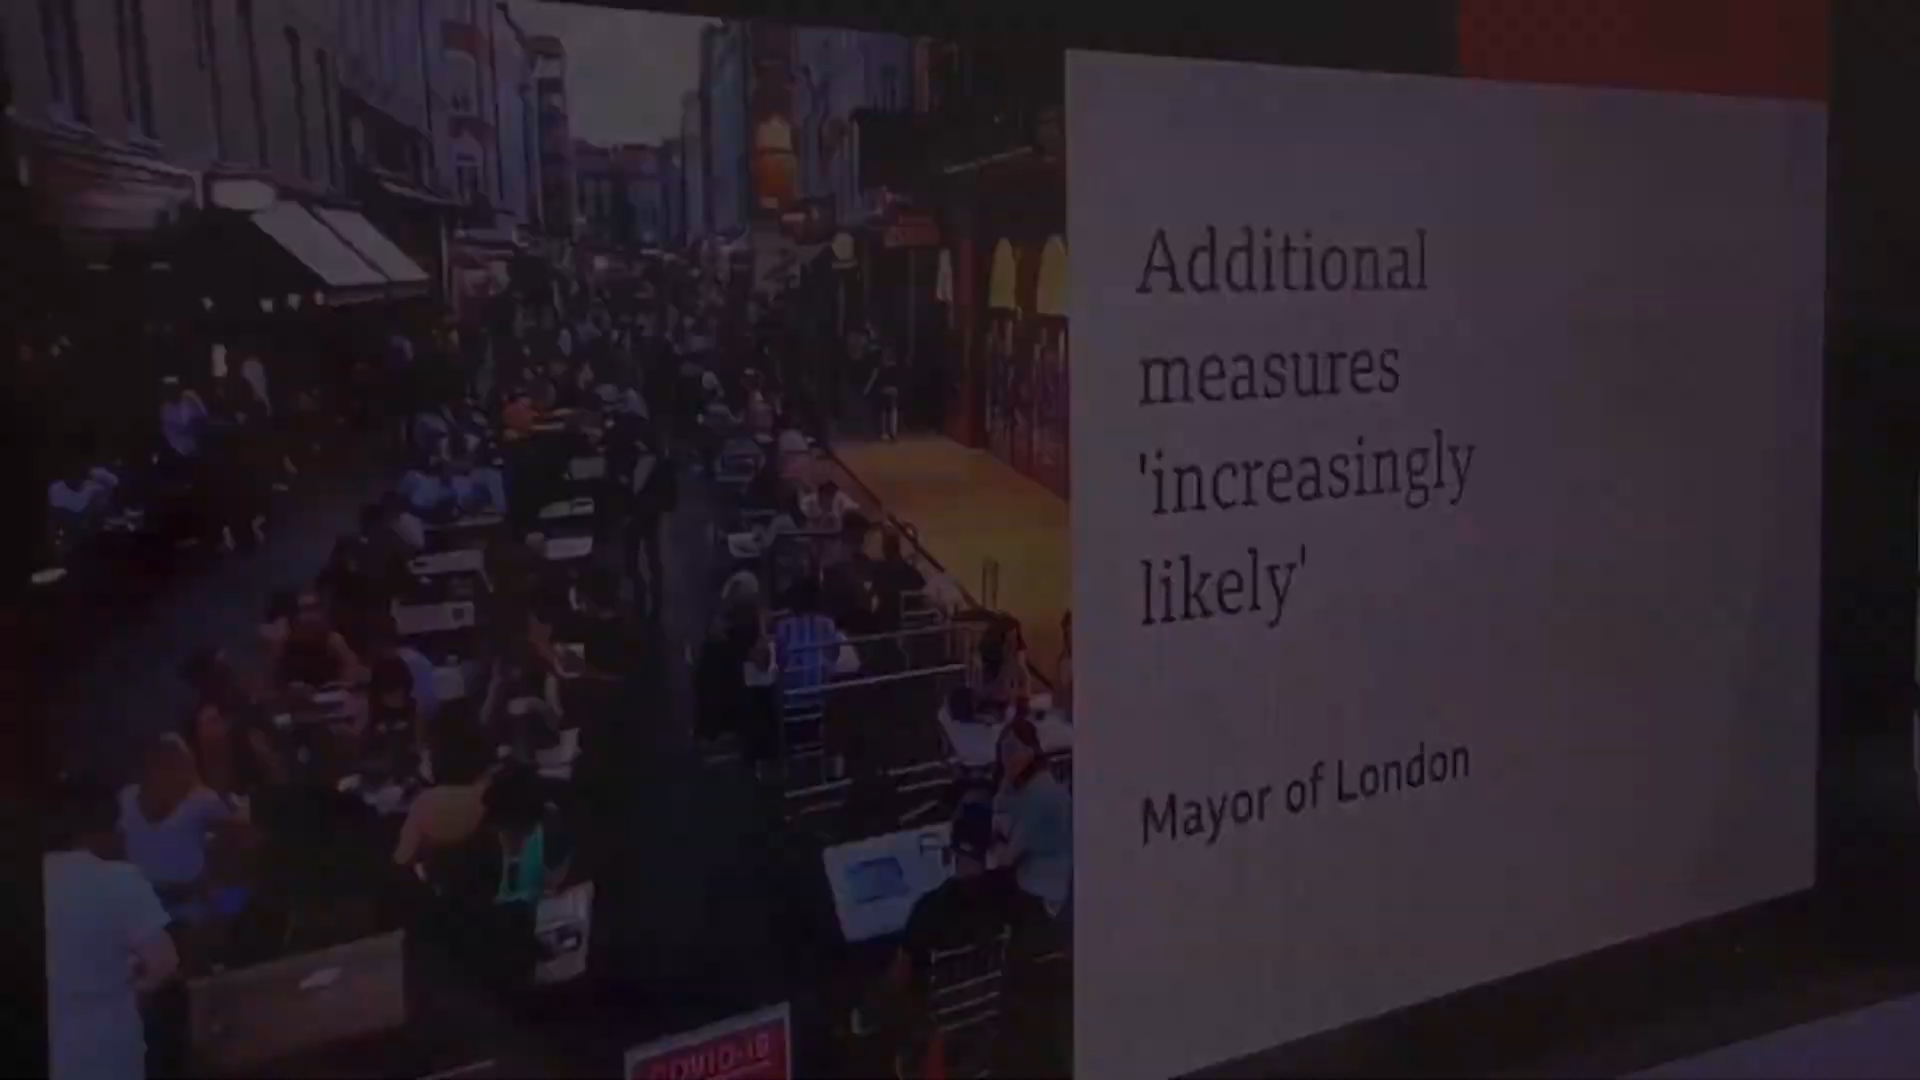 Additional
measures
'increasingly
likely'
Mayor of London
COVID-19